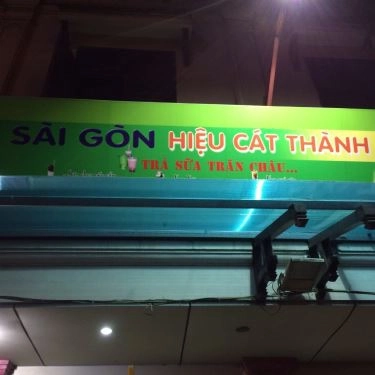 SÀI GÒN HIỆU CÁT THÀNH
TRÀ SỮA TRÂN CHÂU...